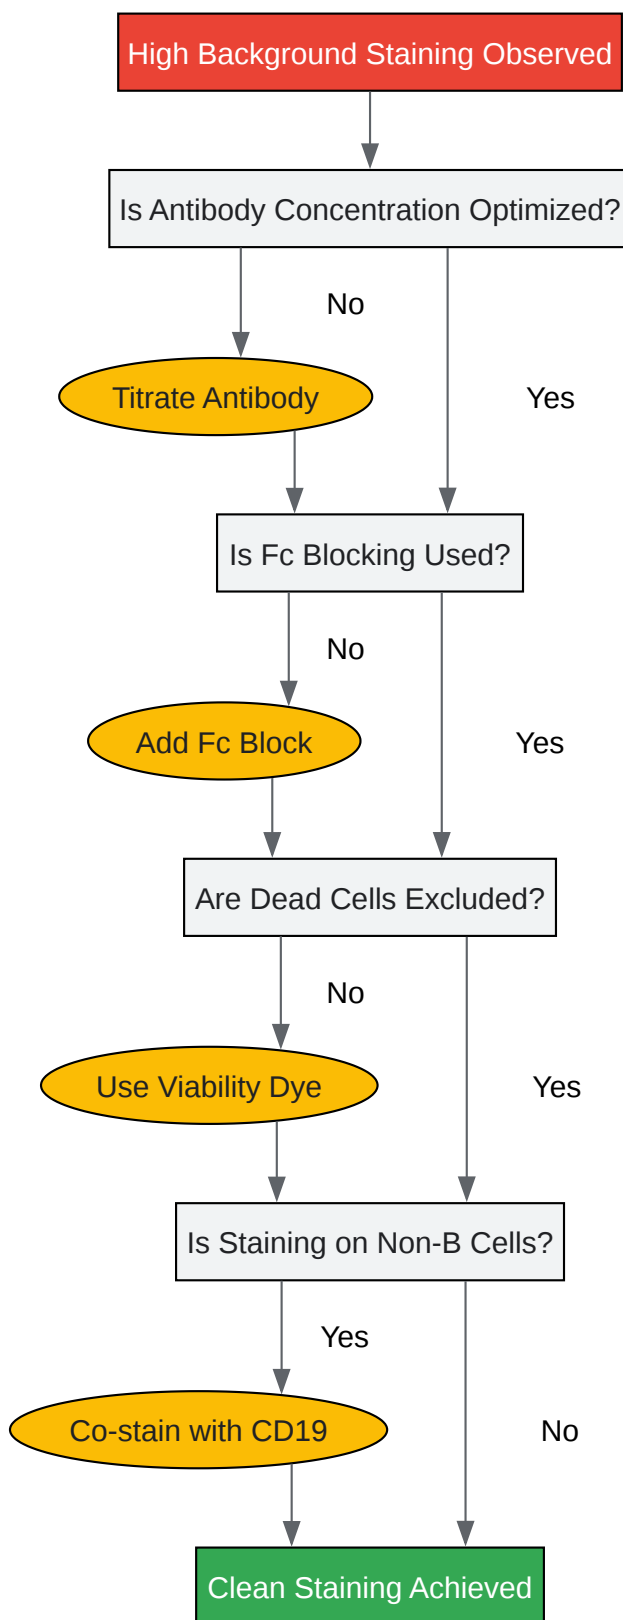 High Background Staining Observed
Is Antibody Concentration Optimized?
No
Titrate Antibody
Yes
Is Fc Blocking Used?
No
Add Fc Block
Yes
Are Dead Cells Excluded?
No
Use Viability Dye
Yes
Is Staining on Non-B Cells?
Yes
Co-stain with CD19
No
Clean Staining Achieved